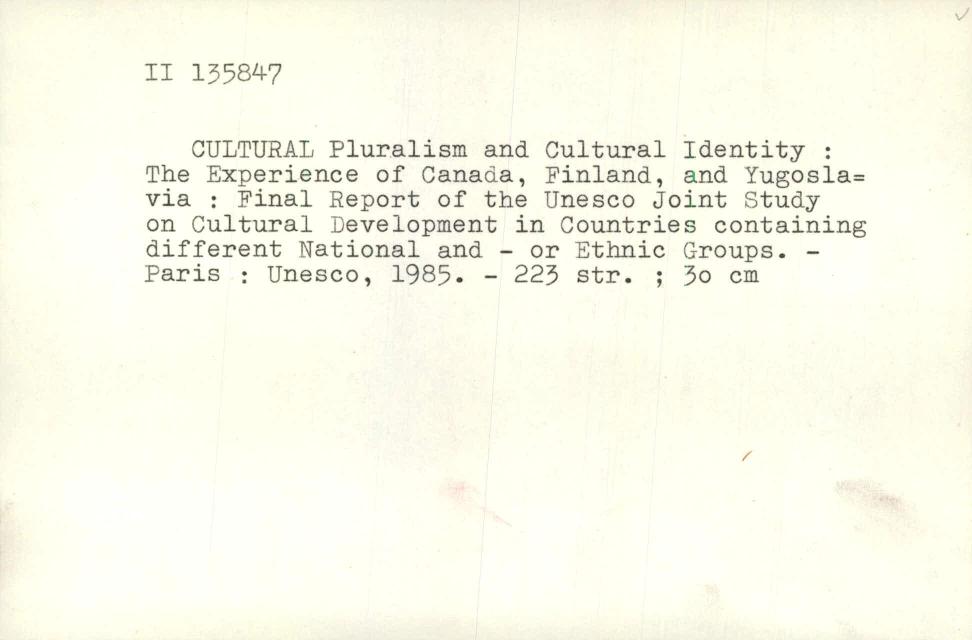 II 135847
CULTURAL Pluralism and Cultural Identity :
The Experience of Canada, Finland, and Yugosla=
via : Final Report of the Unesco Joint Study
on Cultural Development in Countries containing
different National and - or Ethnic Groups. -
Paris : Unesco, 1985. - 223 str. ; 3o cm